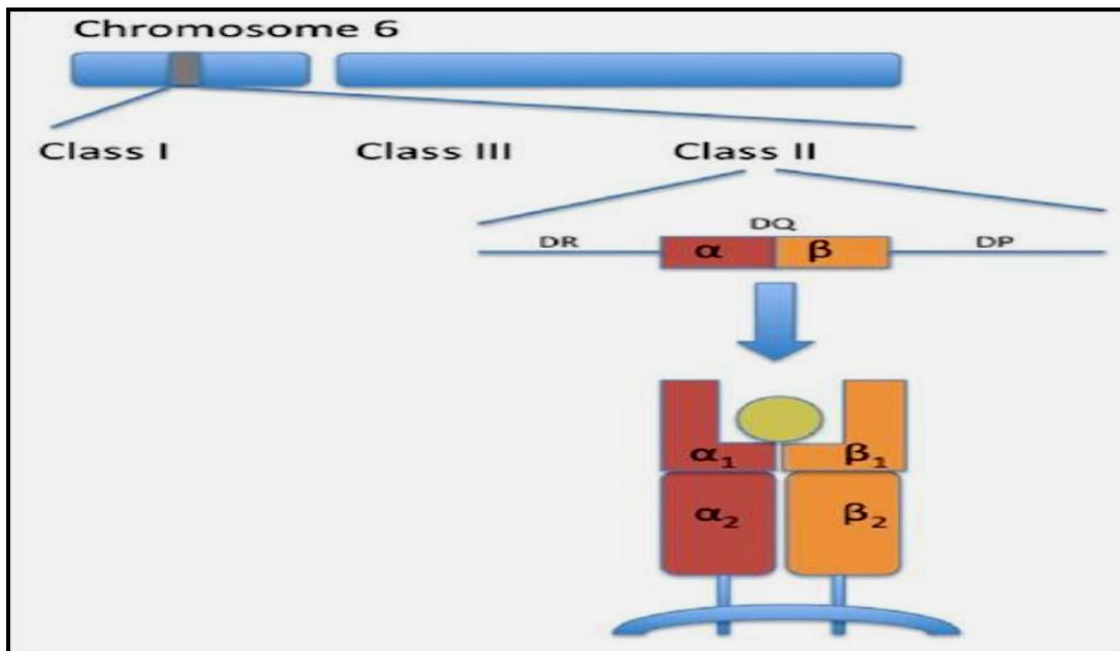 Chromosome 6
Class I Class III Class II
DQ
DR α β DP
α₁ β₁
α₂ β₂